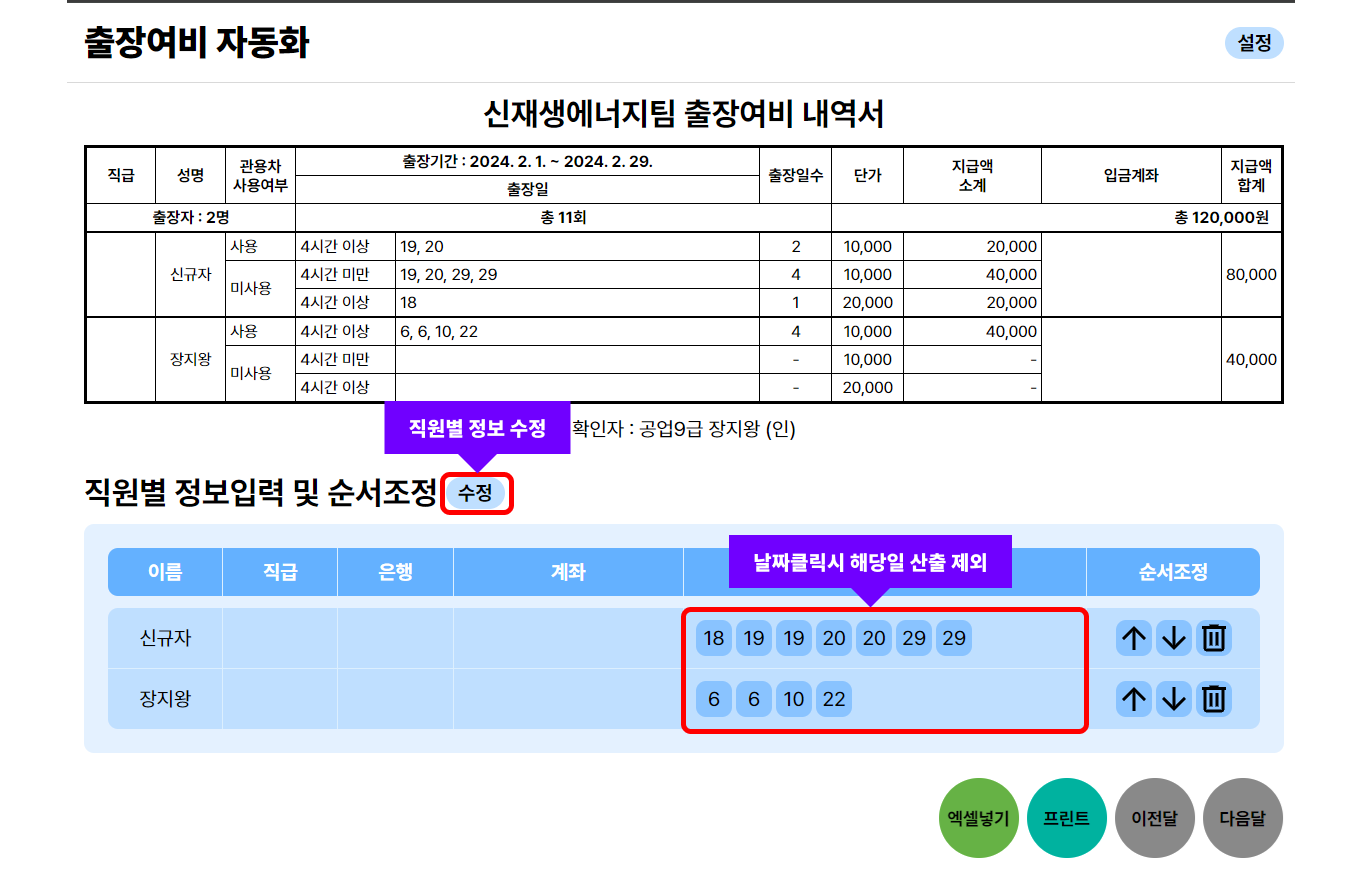 출장여비 자동화
설정
신재생에너지팀 출장여비 내역서
직급 성명 관용차 사용여부 출장기간 : 2024. 2. 1. ~ 2024. 2. 29. 출장일수 단가 지급액 소계 입금계좌 지급액 합계
출장일
출장자 : 2명 총 11회 총 120,000원
신규자 사용 4시간 이상 19, 20 2 10,000 20,000 80,000
미사용 4시간 미만 19, 20, 29, 29 4 10,000 40,000
4시간 이상 18 1 20,000 20,000
장지왕 사용 4시간 이상 6, 6, 10, 22 4 10,000 40,000 40,000
미사용 4시간 미만 - 10,000 -
4시간 이상 - 20,000 -
직원별 정보 수정
확인자 : 공업9급 장지왕 (인)
직원별 정보입력 및 순서조정 수정
날짜클릭시 해당일 산출 제외
이름 직급 은행 계좌 순서조정
신규자 18 19 19 20 20 29 29
장지왕 6 6 10 22
엑셀넣기 프린트 이전달 다음달